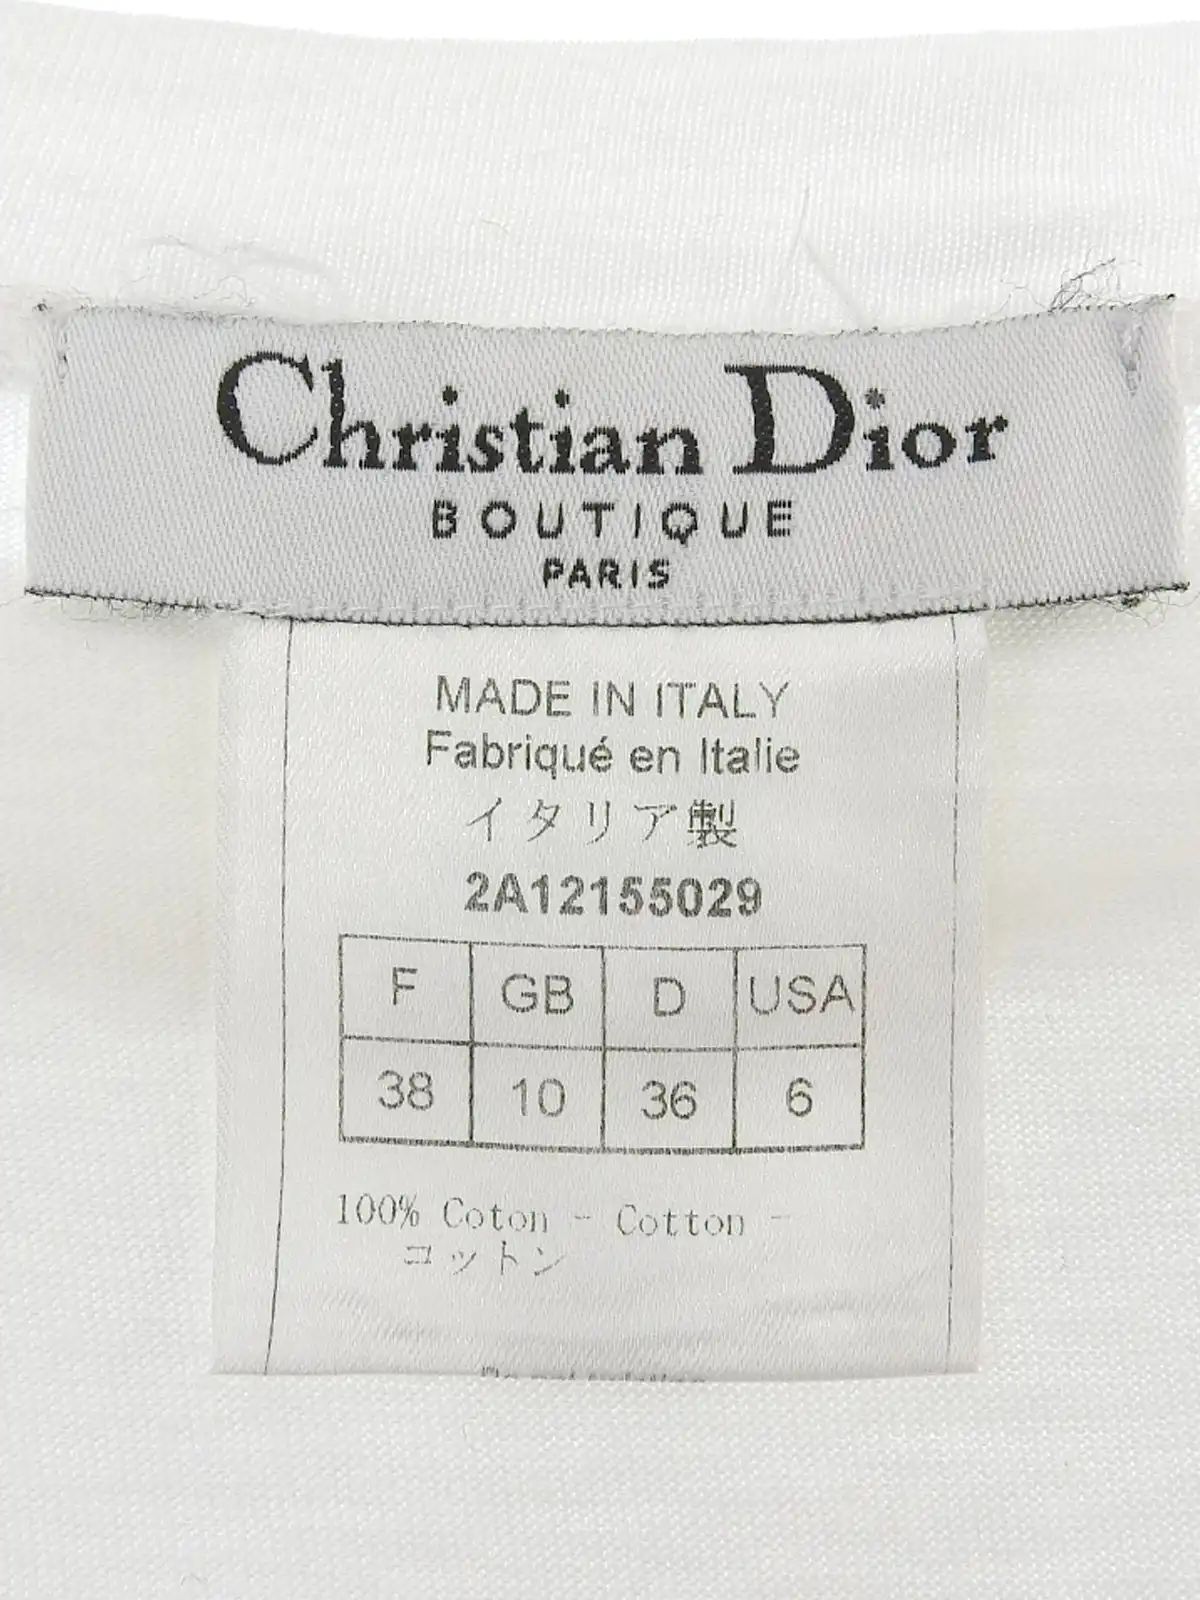 Christian Dior
BOUTIQUE
PARIS
MADE IN ITALY
Fabriqué en Italie
イタリア製
2A12155029
F GB D USA
38 10 36 6
100% Coton - Cotton -
コットン